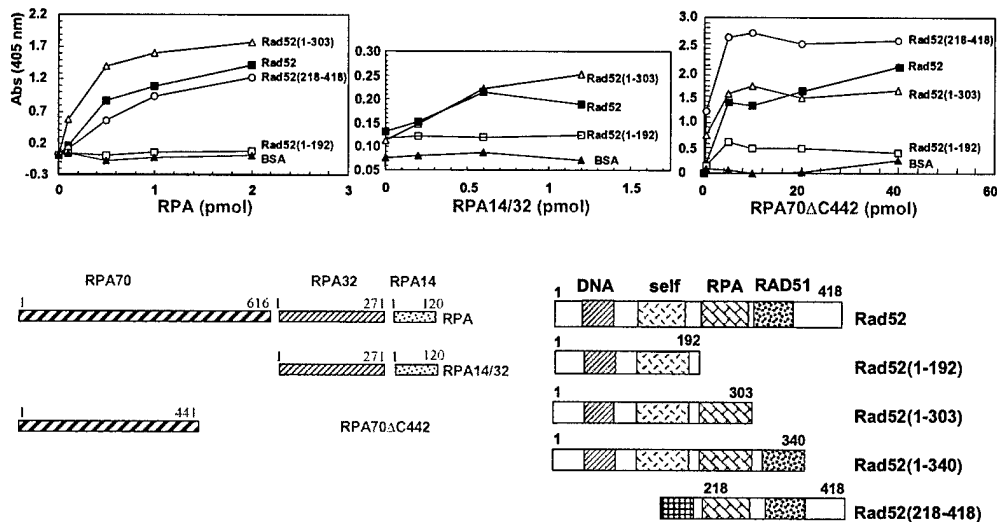 Abs (405 nm)
2.2
1.7
1.2
0.7
0.2
-0.3
0
1
2
3
RPA (pmol)
Rad52(1-303)
Rad52
Rad52(218-418)
Rad52(1-192)
BSA
0.30
0.25
0.20
0.15
0.10
0.05
0
0.5
1
1.5
RPA14/32 (pmol)
Rad52(1-303)
Rad52
Rad52(1-192)
BSA
3.0
2.5
2.0
1.5
1.0
0.5
0
0
20
40
60
RPA70ΔC442 (pmol)
Rad52(218-418)
Rad52
Rad52(1-303)
Rad52(1-192)
BSA
RPA70 RPA32 RPA14
1 616 1 271 1 120
RPA
1 271 1 120
RPA14/32
1 441
RPA70ΔC442
DNA self RPA RAD51
1 418
Rad52
1 192
Rad52(1-192)
1 303
Rad52(1-303)
1 340
Rad52(1-340)
218 418
Rad52(218-418)